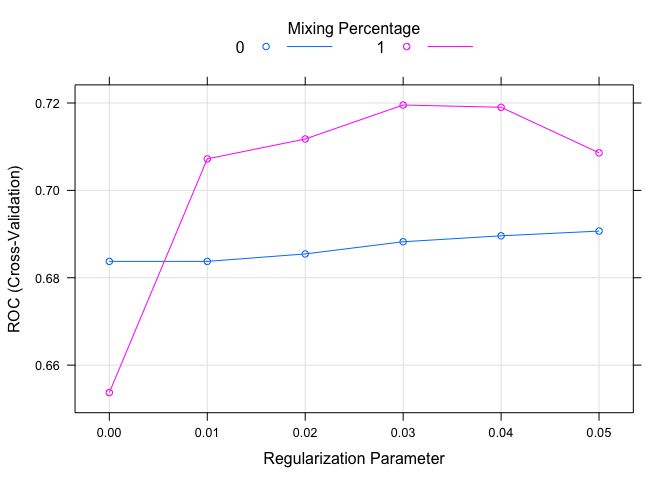 Mixing Percentage
0 1
0.72
0.70
0.68
0.66
ROC (Cross-Validation)
0.00 0.01 0.02 0.03 0.04 0.05
Regularization Parameter